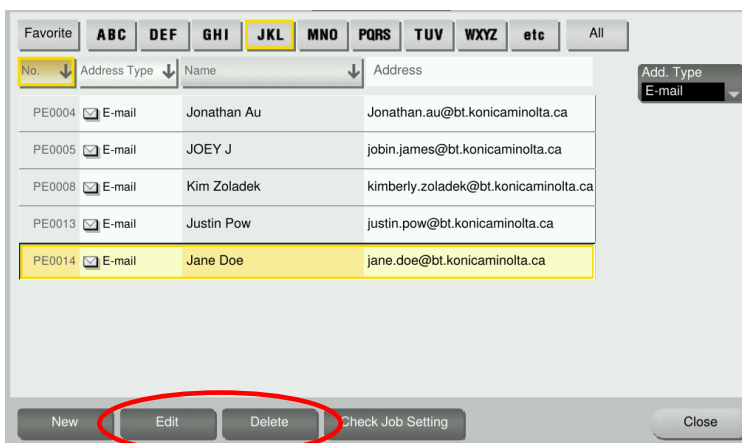 Favorite ABC DEF GHI JKL MNO PQRS TUV WXYZ etc All
No. Address Type Name Address
Add. Type
E-mail
PE0004 E-mail Jonathan Au Jonathan.au@bt.konicaminolta.ca
PE0005 E-mail JOEY J jobin.james@bt.konicaminolta.ca
PE0008 E-mail Kim Zoladek kimberly.zoladek@bt.konicaminolta.ca
PE0013 E-mail Justin Pow justin.pow@bt.konicaminolta.ca
PE0014 E-mail Jane Doe jane.doe@bt.konicaminolta.ca
New Edit Delete Check Job Setting Close